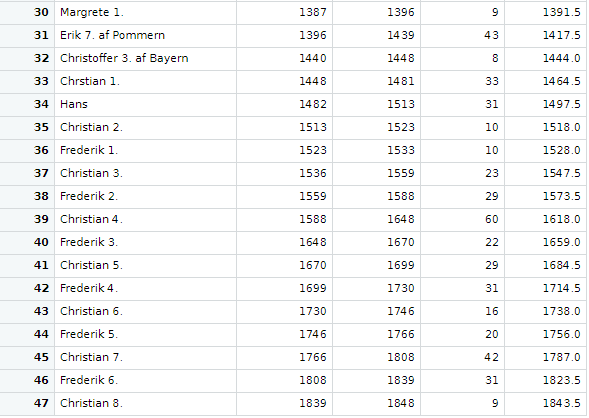 30 Margrete 1. 1387 1396 9 1391.5
31 Erik 7. af Pommern 1396 1439 43 1417.5
32 Christoffer 3. af Bayern 1440 1448 8 1444.0
33 Chrstian 1. 1448 1481 33 1464.5
34 Hans 1482 1513 31 1497.5
35 Christian 2. 1513 1523 10 1518.0
36 Frederik 1. 1523 1533 10 1528.0
37 Christian 3. 1536 1559 23 1547.5
38 Frederik 2. 1559 1588 29 1573.5
39 Christian 4. 1588 1648 60 1618.0
40 Frederik 3. 1648 1670 22 1659.0
41 Christian 5. 1670 1699 29 1684.5
42 Frederik 4. 1699 1730 31 1714.5
43 Christian 6. 1730 1746 16 1738.0
44 Frederik 5. 1746 1766 20 1756.0
45 Christian 7. 1766 1808 42 1787.0
46 Frederik 6. 1808 1839 31 1823.5
47 Christian 8. 1839 1848 9 1843.5